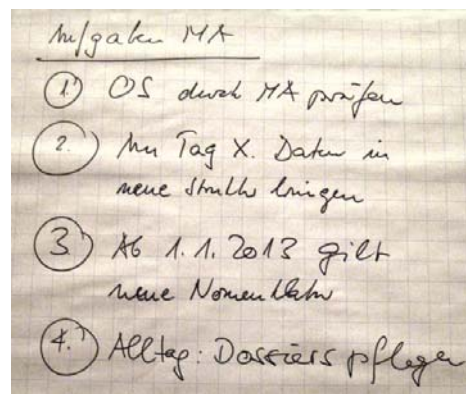 Aufgaben MA
1. OS durch MA prüfen
2. Am Tag X. Daten in
neue Struktur bringen
3. Ab 1.1.2013 gilt
neue Nomenklatur
4. Alltag: Dossiers pflegen